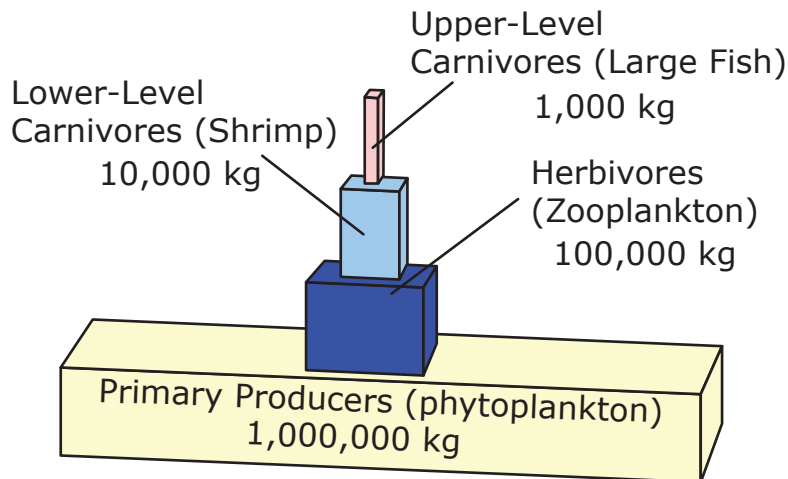 Upper-Level
Carnivores (Large Fish)
1,000 kg
Lower-Level
Carnivores (Shrimp)
10,000 kg
Herbivores
(Zooplankton)
100,000 kg
Primary Producers (phytoplankton)
1,000,000 kg